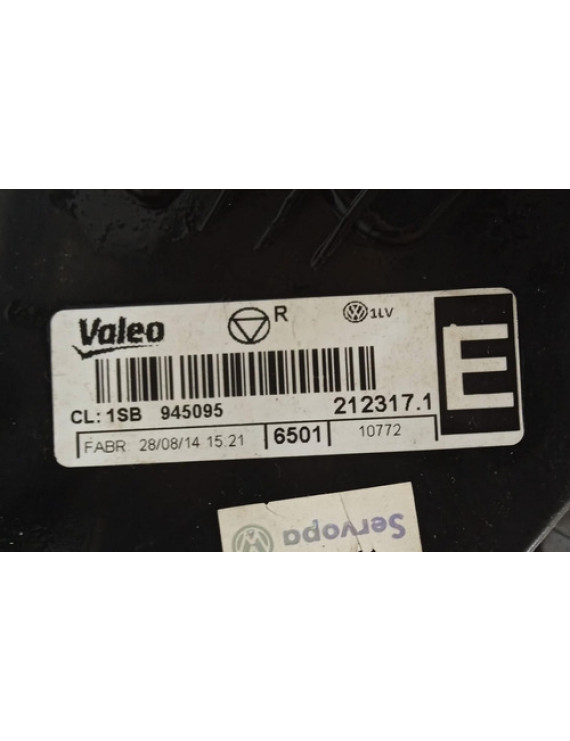 Valeo R 1LV
E
CL: 1SB 945095 212317.1
FABR 28/08/14 15.21 6501 10772
Servopa